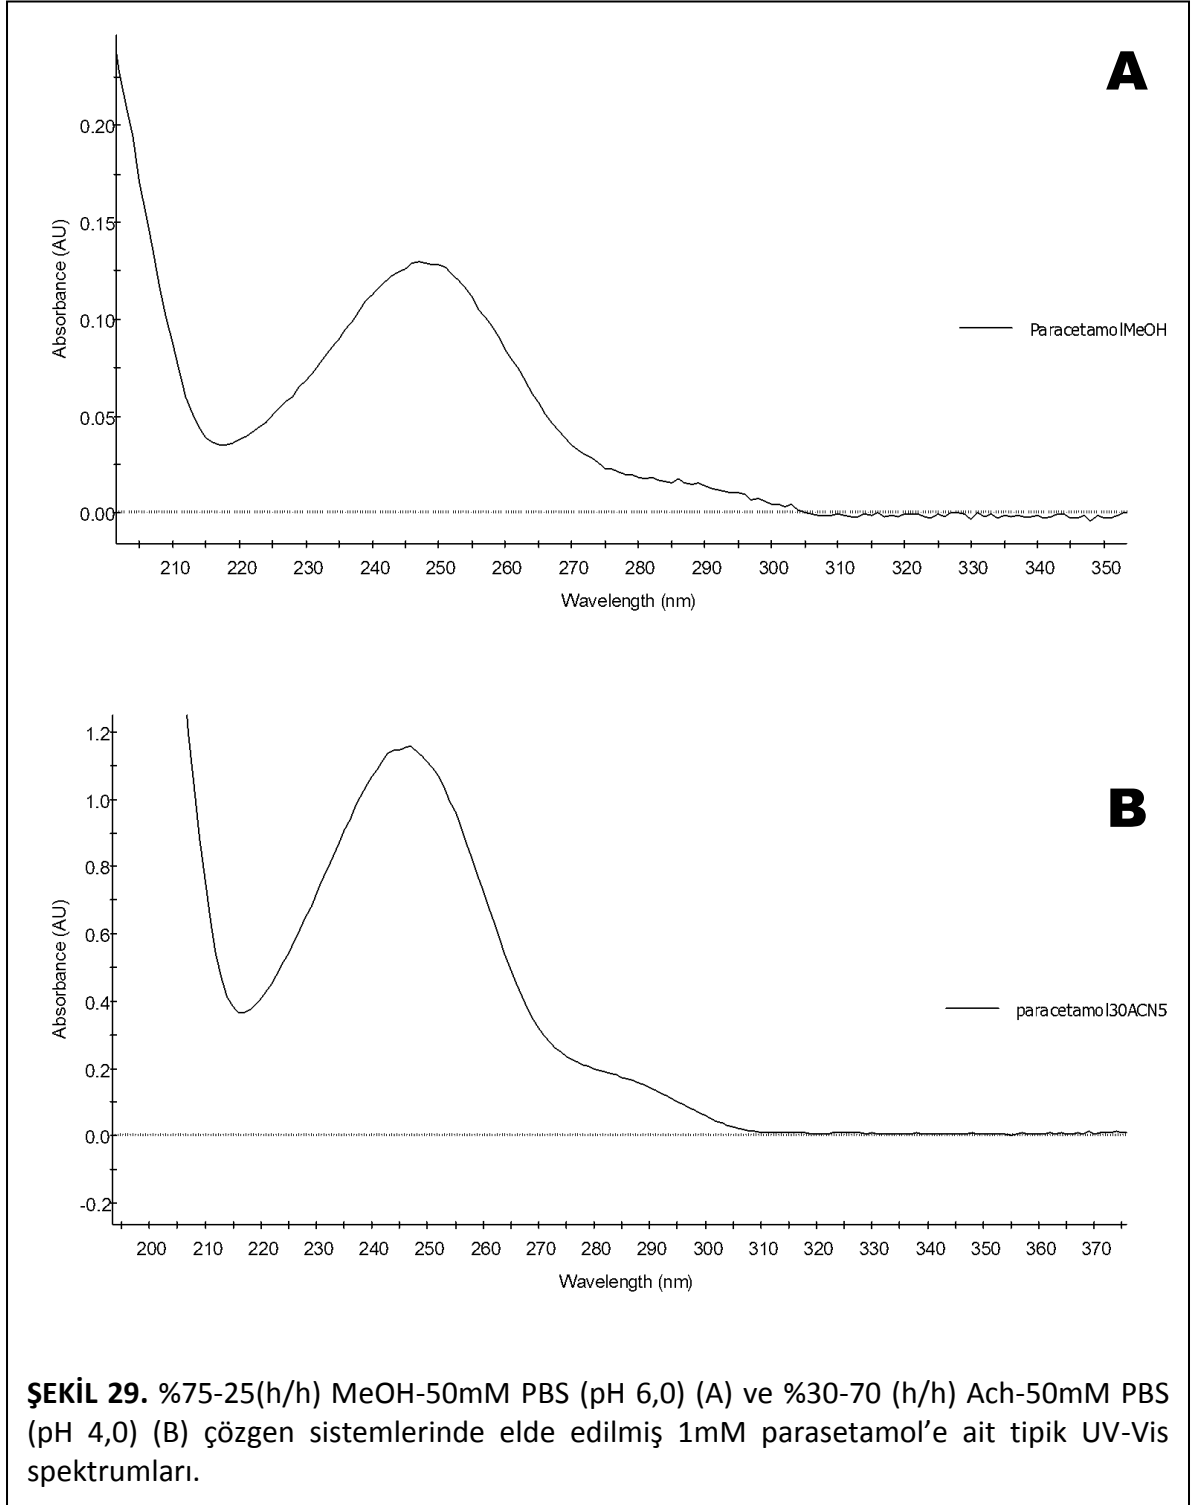 A
0.20
0.15
0.10
0.05
0.00
Absorbance (AU)
ParacetamolMeOH
210 220 230 240 250 260 270 280 290 300 310 320 330 340 350
Wavelength (nm)
B
1.2
1.0
0.8
0.6
0.4
0.2
0.0
-0.2
Absorbance (AU)
paracetamol30ACN5
200 210 220 230 240 250 260 270 280 290 300 310 320 330 340 350 360 370
Wavelength (nm)
ŞEKİL 29. %75-25(h/h) MeOH-50mM PBS (pH 6,0) (A) ve %30-70 (h/h) Ach-50mM PBS
(pH 4,0) (B) çözgen sistemlerinde elde edilmiş 1mM parasetamol’e ait tipik UV-Vis
spektrumları.